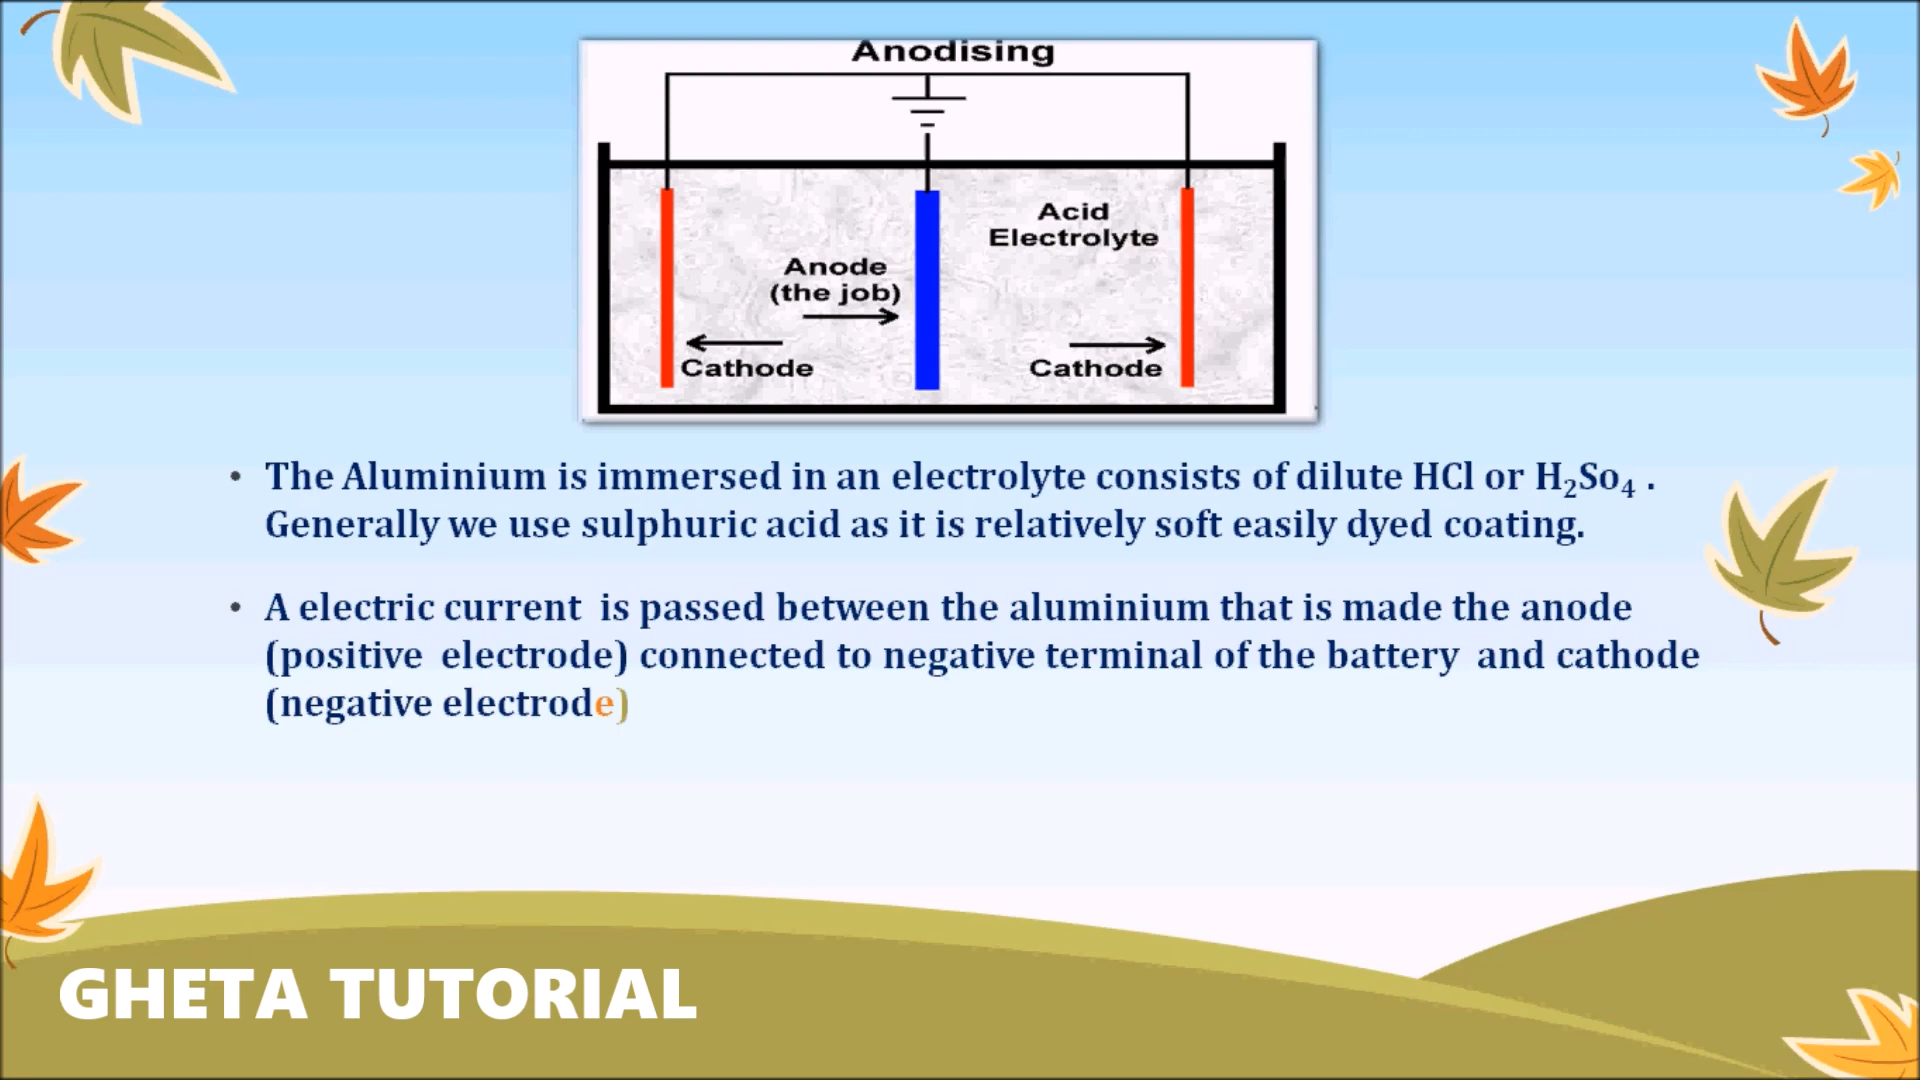 Anodising
Acid
Electrolyte
Anode
(the job)
Cathode
Cathode
• The Aluminium is immersed in an electrolyte consists of dilute HCl or H₂So₄ .
Generally we use sulphuric acid as it is relatively soft easily dyed coating.
• A electric current is passed between the aluminium that is made the anode
(positive electrode) connected to negative terminal of the battery and cathode
(negative electrode)
GHETA TUTORIAL